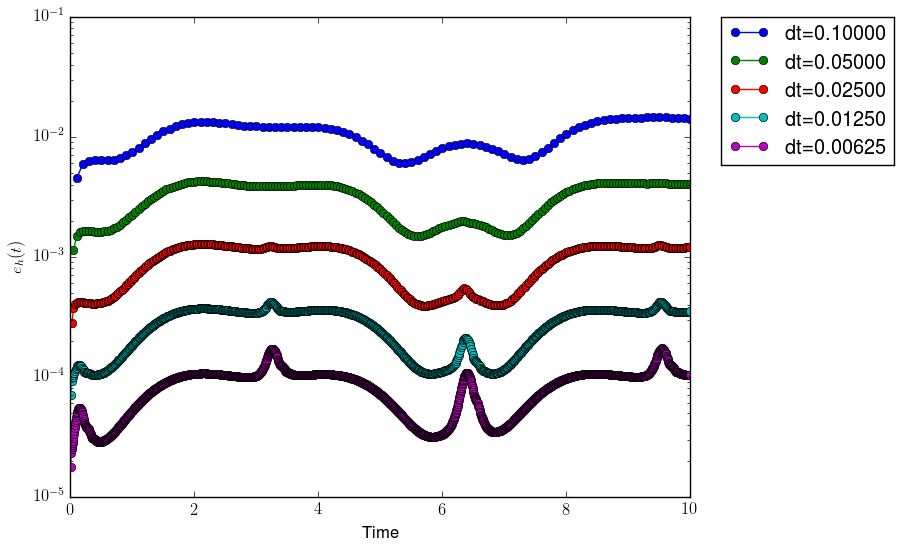 10^{-1}
10^{-2}
10^{-3}
10^{-4}
10^{-5}
e_h(t)
0 2 4 6 8 10
Time
dt=0.10000
dt=0.05000
dt=0.02500
dt=0.01250
dt=0.00625